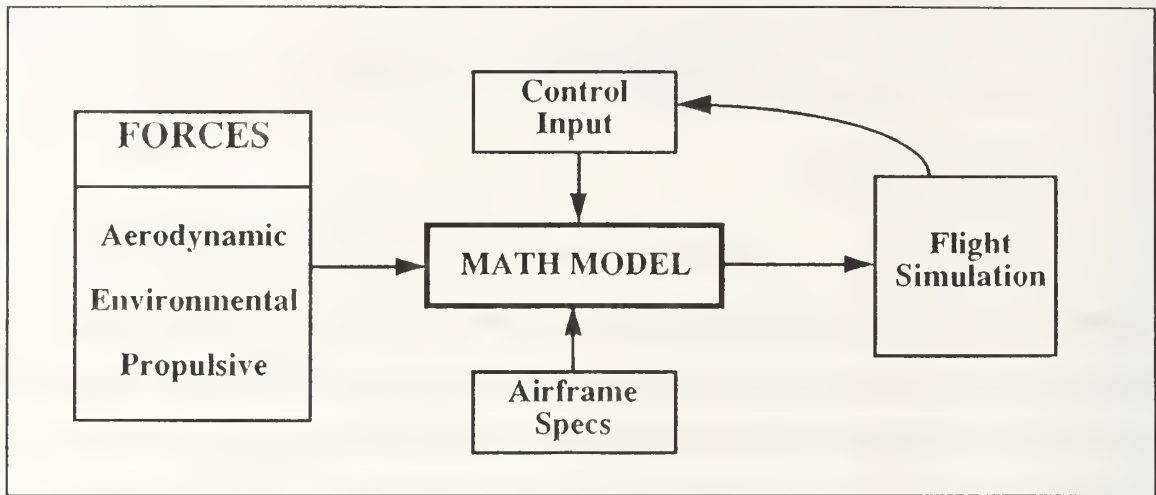 FORCES
Aerodynamic
Environmental
Propulsive
Control
Input
MATH MODEL
Airframe
Specs
Flight
Simulation